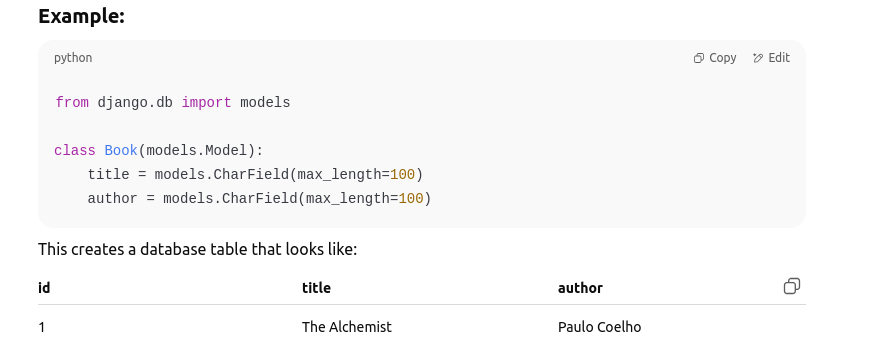 Example:
python Copy Edit
from django.db import models
class Book(models.Model):
    title = models.CharField(max_length=100)
    author = models.CharField(max_length=100)
This creates a database table that looks like:
id title author
1 The Alchemist Paulo Coelho